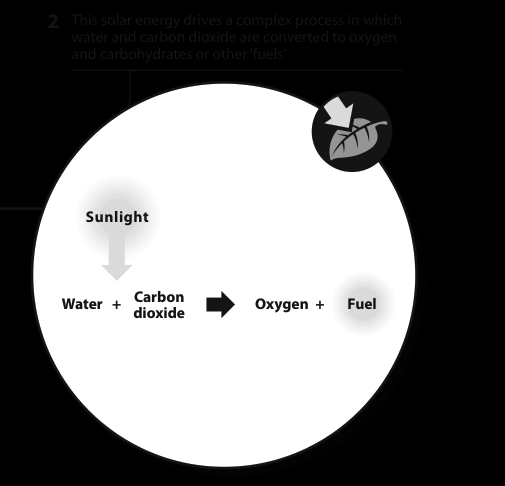 2 This solar energy drives a complex process in which
water and carbon dioxide are converted to oxygen
and carbohydrates or other 'fuels'
Sunlight
Water + Carbon dioxide Oxygen + Fuel